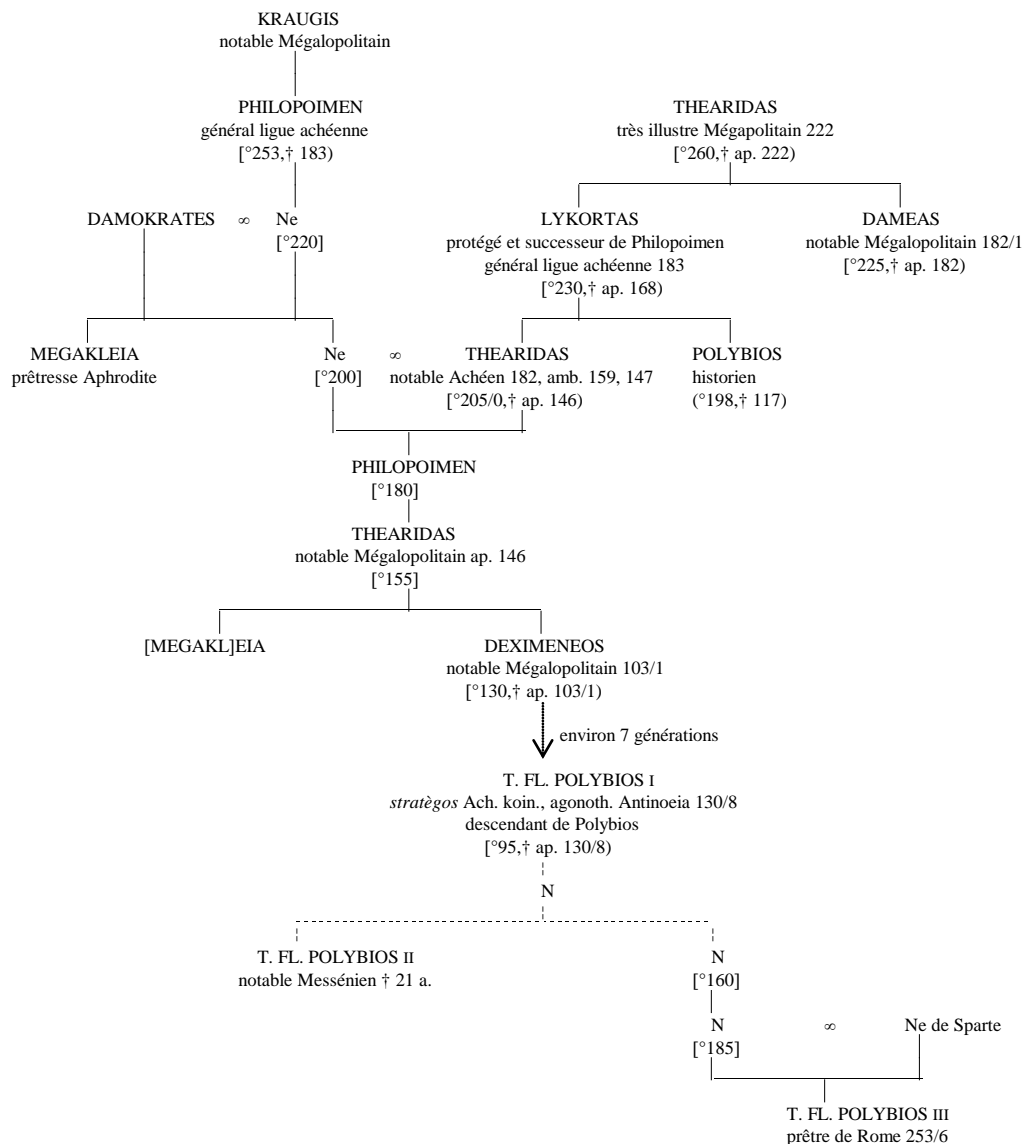 KRAUGIS
notable Mégalopolitain
PHILOPOIMEN
général ligue achéenne
[°253,† 183)
THEARIDAS
très illustre Mégapolitain 222
[°260,† ap. 222)
DAMOKRATES ∞ Ne
[°220]
LYKORTAS
protégé et successeur de Philopoimen
général ligue achéenne 183
[°230,† ap. 168)
DAMEAS
notable Mégalopolitain 182/1
[°225,† ap. 182)
MEGAKLEIA
prêtresse Aphrodite
Ne ∞
[°200]
THEARIDAS
notable Achéen 182, amb. 159, 147
[°205/0,† ap. 146)
POLYBIOS
historien
(°198,† 117)
PHILOPOIMEN
[°180]
THEARIDAS
notable Mégalopolitain ap. 146
[°155]
[MEGAKL]EIA
DEXIMENEOS
notable Mégalopolitain 103/1
[°130,† ap. 103/1)
environ 7 générations
T. FL. POLYBIOS I
stratègos Ach. koin., agonoth. Antinoeia 130/8
descendant de Polybios
[°95,† ap. 130/8)
N
T. FL. POLYBIOS II
notable Messénien † 21 a.
N
[°160]
N ∞ Ne de Sparte
[°185]
T. FL. POLYBIOS III
prêtre de Rome 253/6